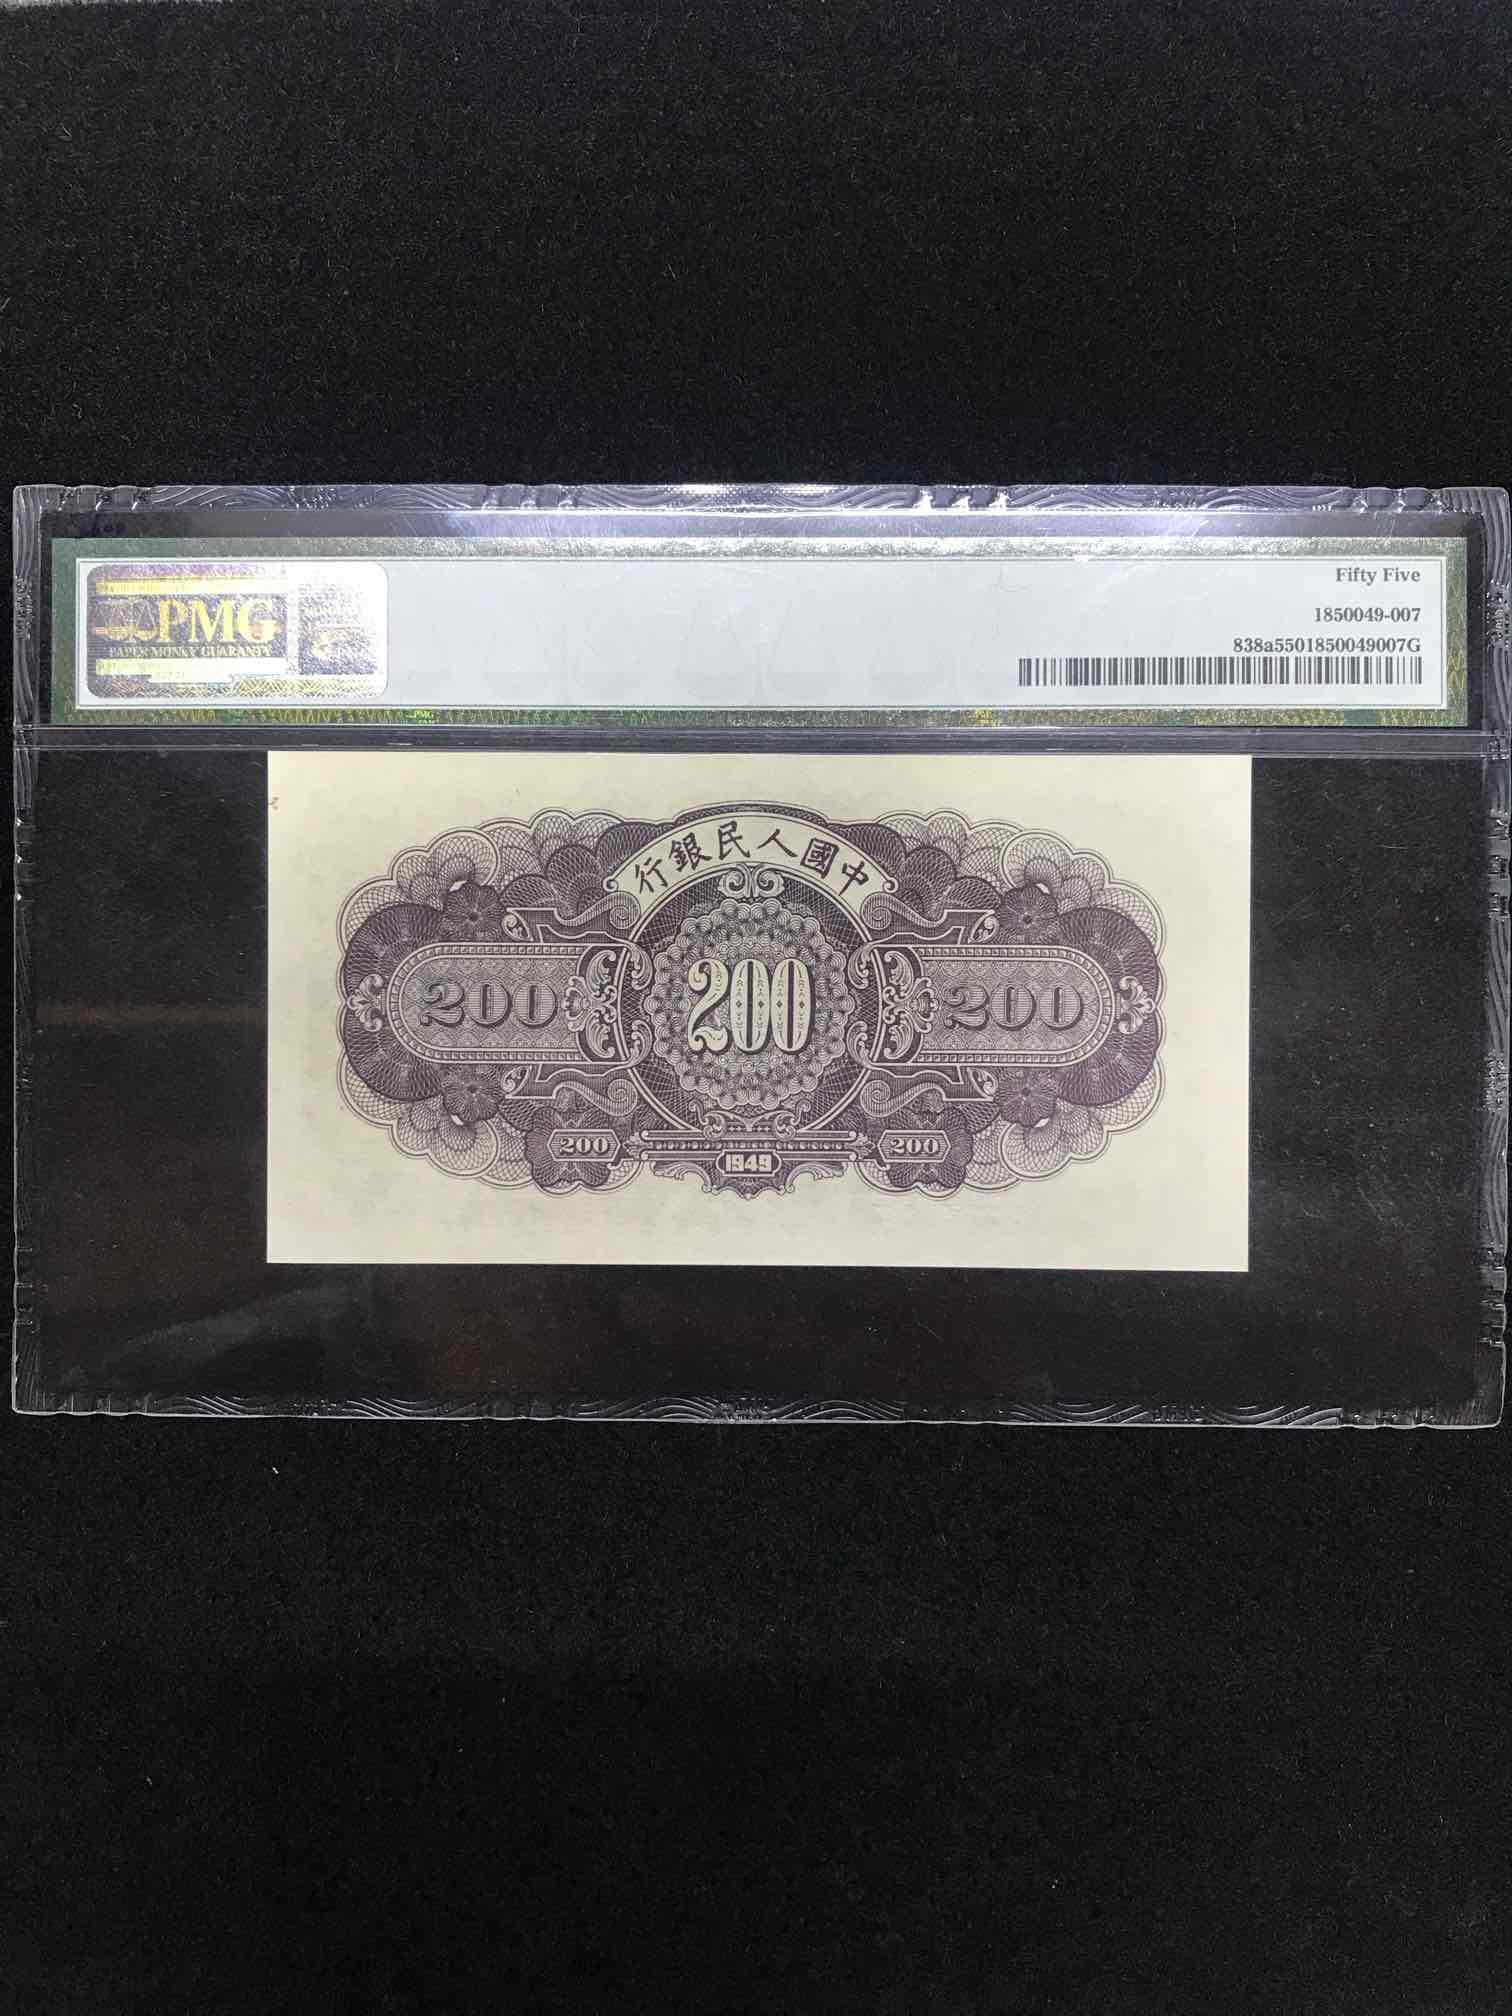 Fifty Five
PMG
PAPER MONEY GUARANTY
1850049-007
838a5501850049007G
PMG
行銀民人國中
200 200 200
200 200
1949